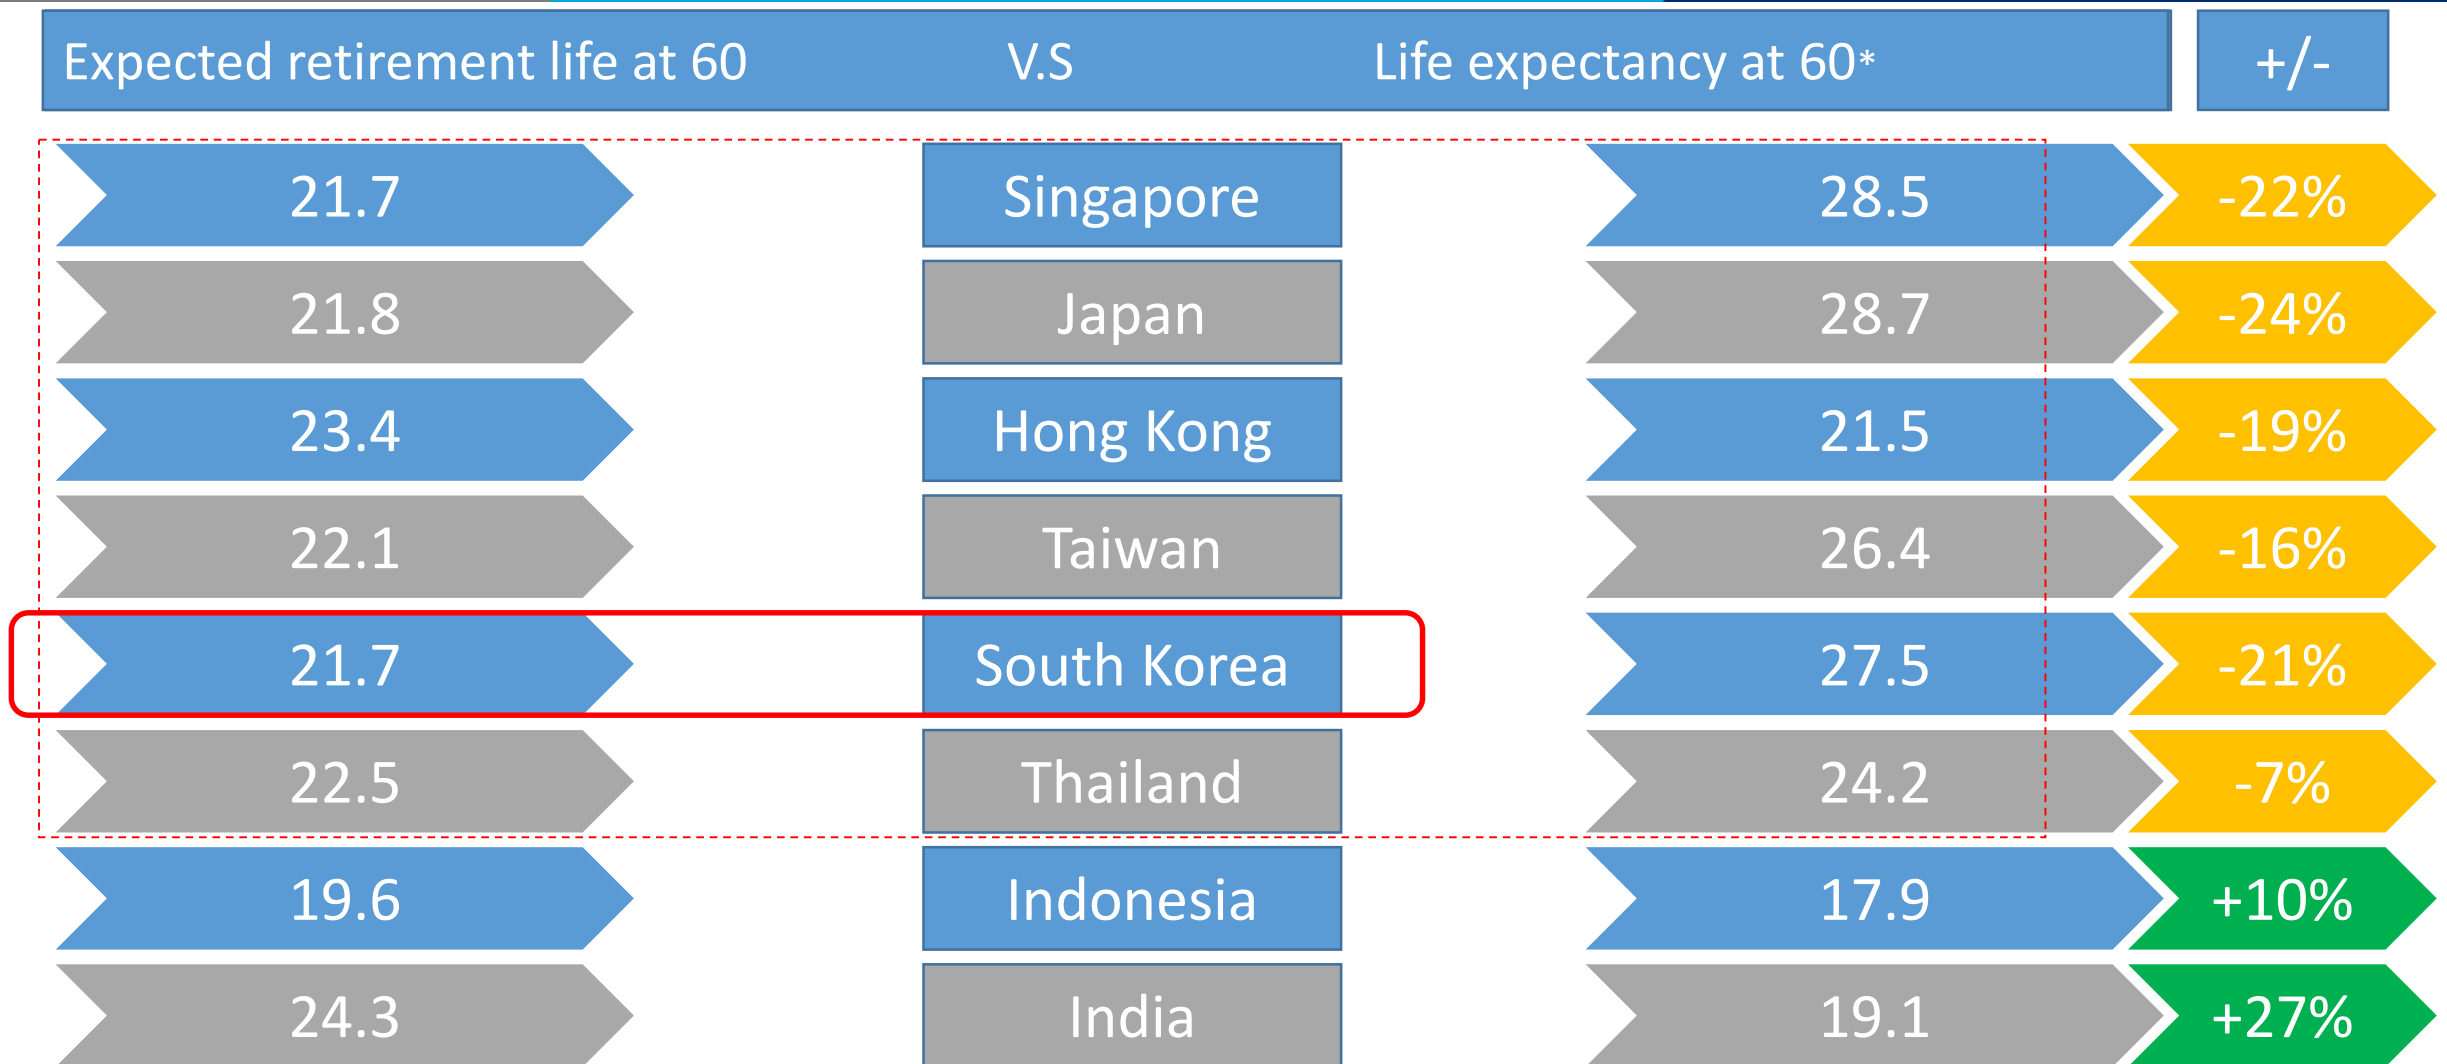 Expected retirement life at 60 V.S Life expectancy at 60* +/-
21.7 Singapore 28.5 -22%
21.8 Japan 28.7 -24%
23.4 Hong Kong 21.5 -19%
22.1 Taiwan 26.4 -16%
21.7 South Korea 27.5 -21%
22.5 Thailand 24.2 -7%
19.6 Indonesia 17.9 +10%
24.3 India 19.1 +27%